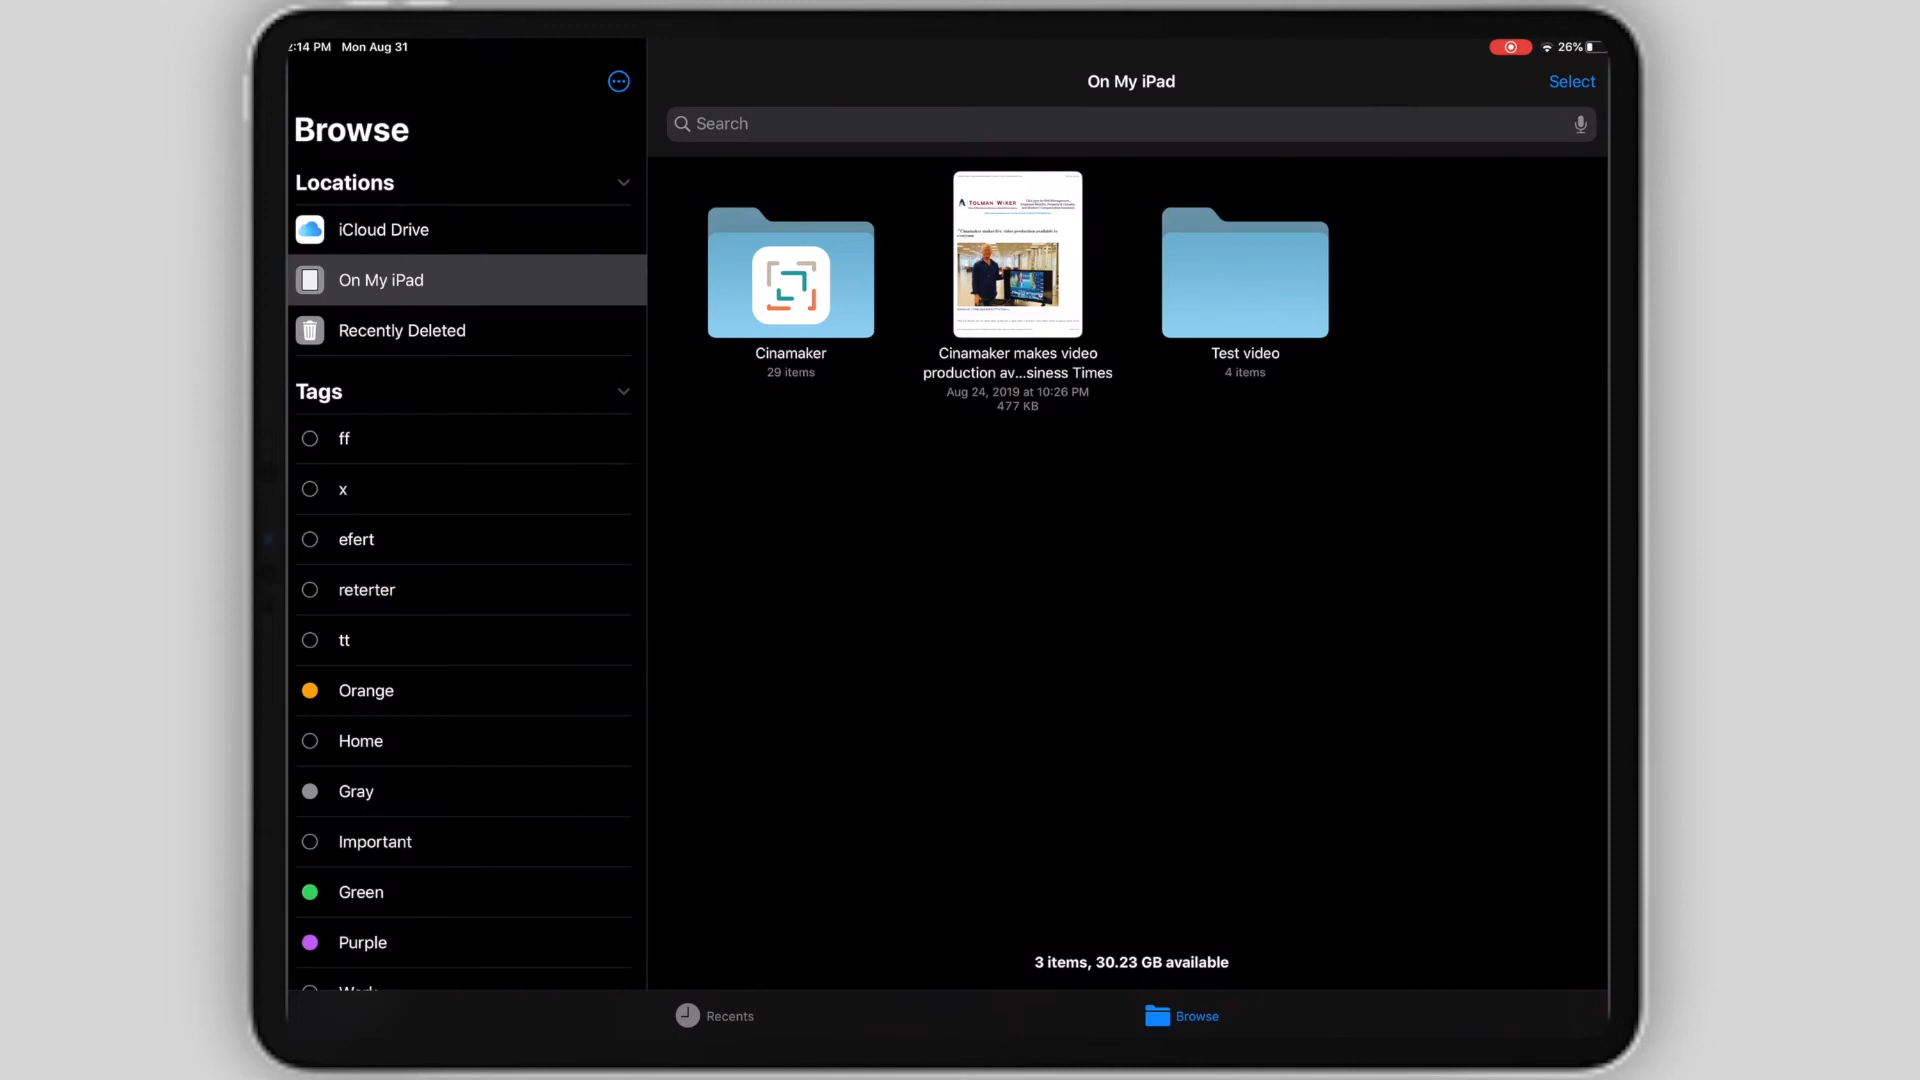 2:14 PM Mon Aug 31
26%
Browse
Locations
iCloud Drive
On My iPad
Recently Deleted
Tags
ff
x
efert
reterter
tt
Orange
Home
Gray
Important
Green
Purple
On My iPad
Select
Search
TOLMAN WIKER
Cinamaker
29 items
Cinamaker makes video
production av...siness Times
Aug 24, 2019 at 10:26 PM
477 KB
Test video
4 items
3 items, 30.23 GB available
Recents
Browse